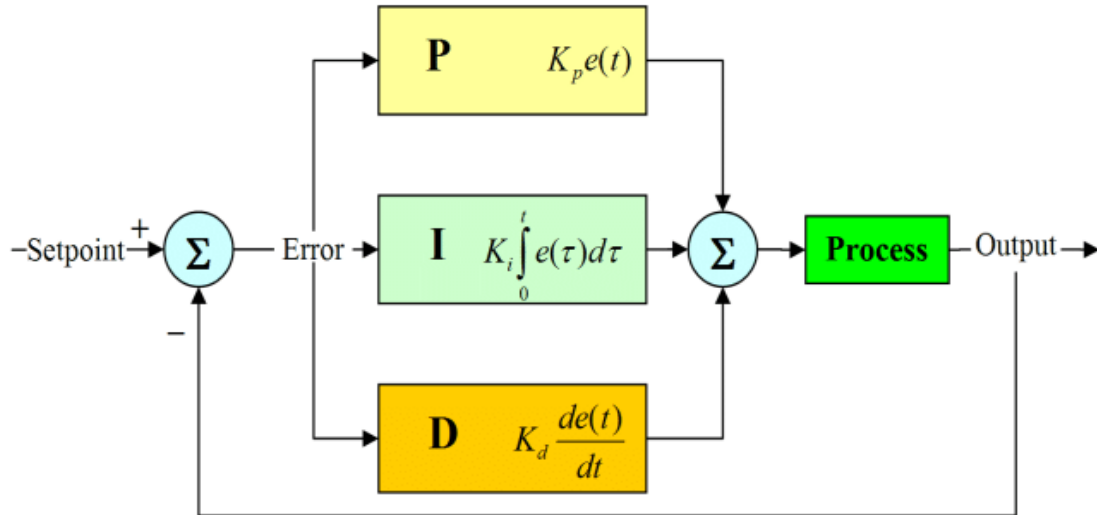 P K_p e(t)
–Setpoint
+
Σ
Error
I K_i ∫_0^t e(τ)dτ
Σ
Process
Output
–
D K_d de(t)/dt